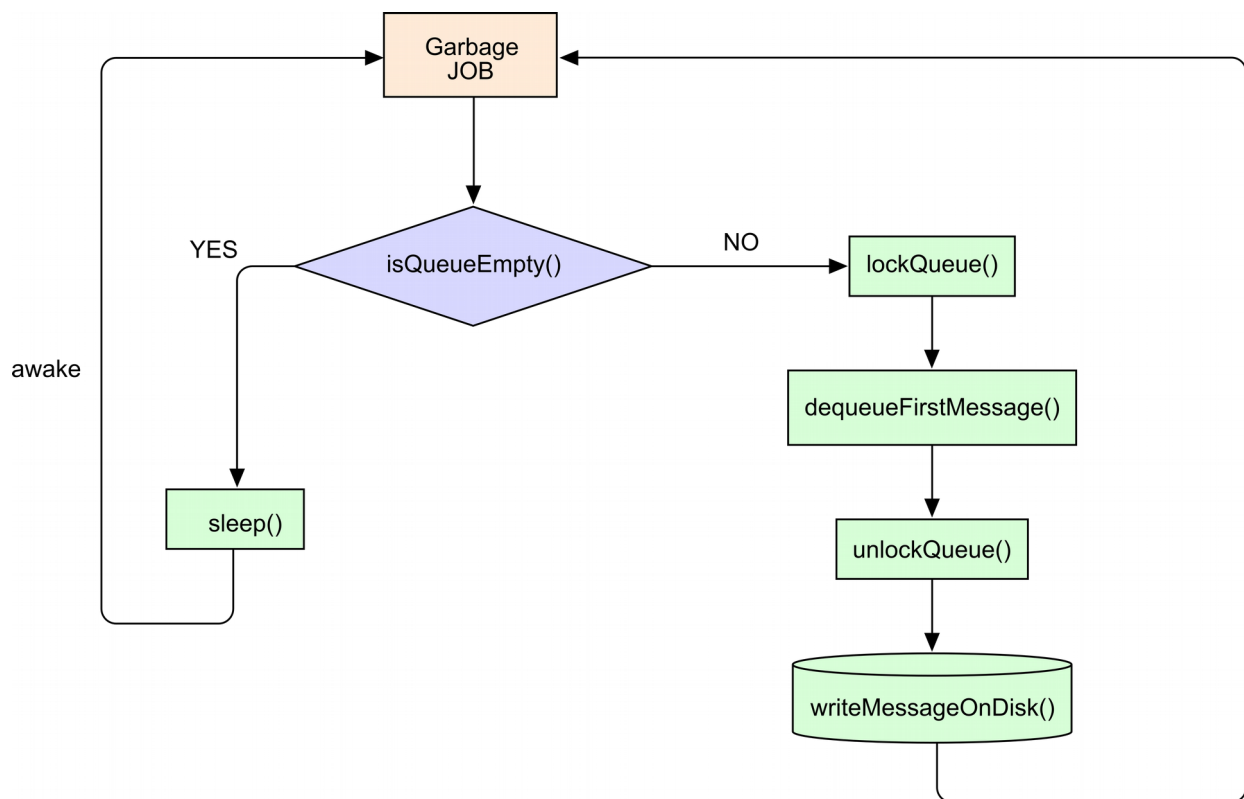 Garbage
JOB
YES
isQueueEmpty()
NO
lockQueue()
awake
dequeueFirstMessage()
sleep()
unlockQueue()
writeMessageOnDisk()